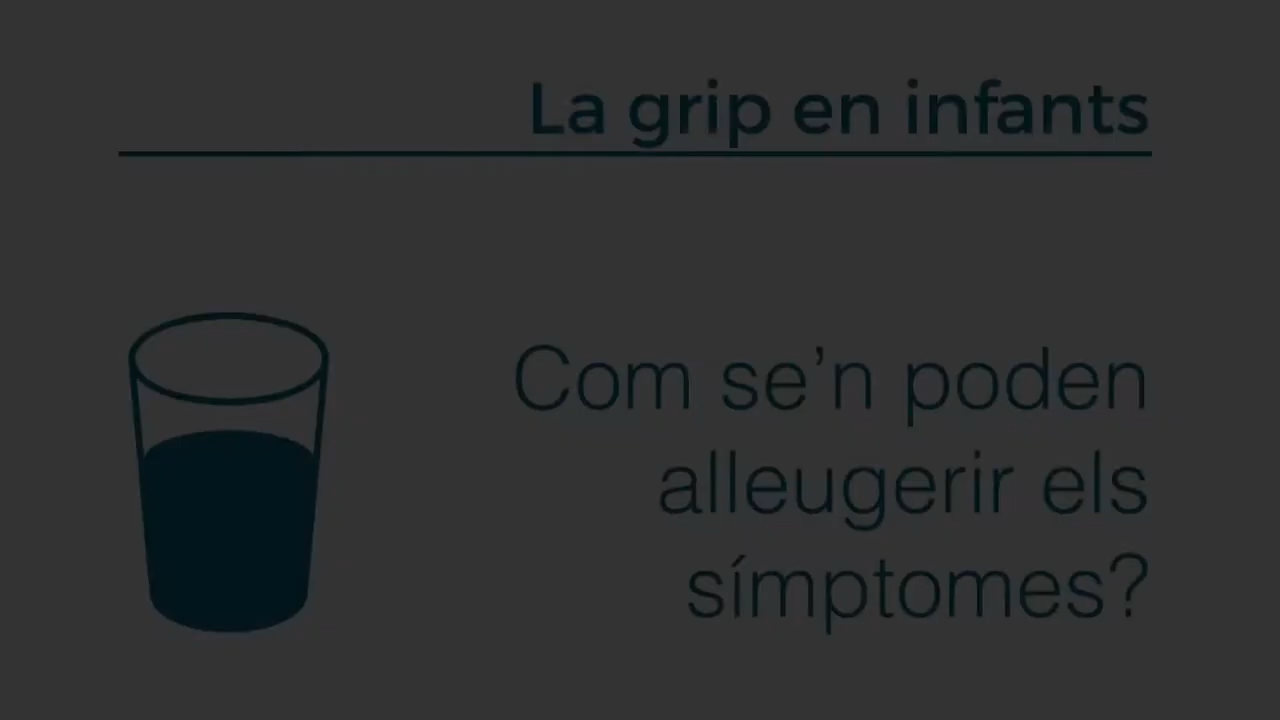 La grip en infants
Com se’n poden
alleugerir els
símptomes?